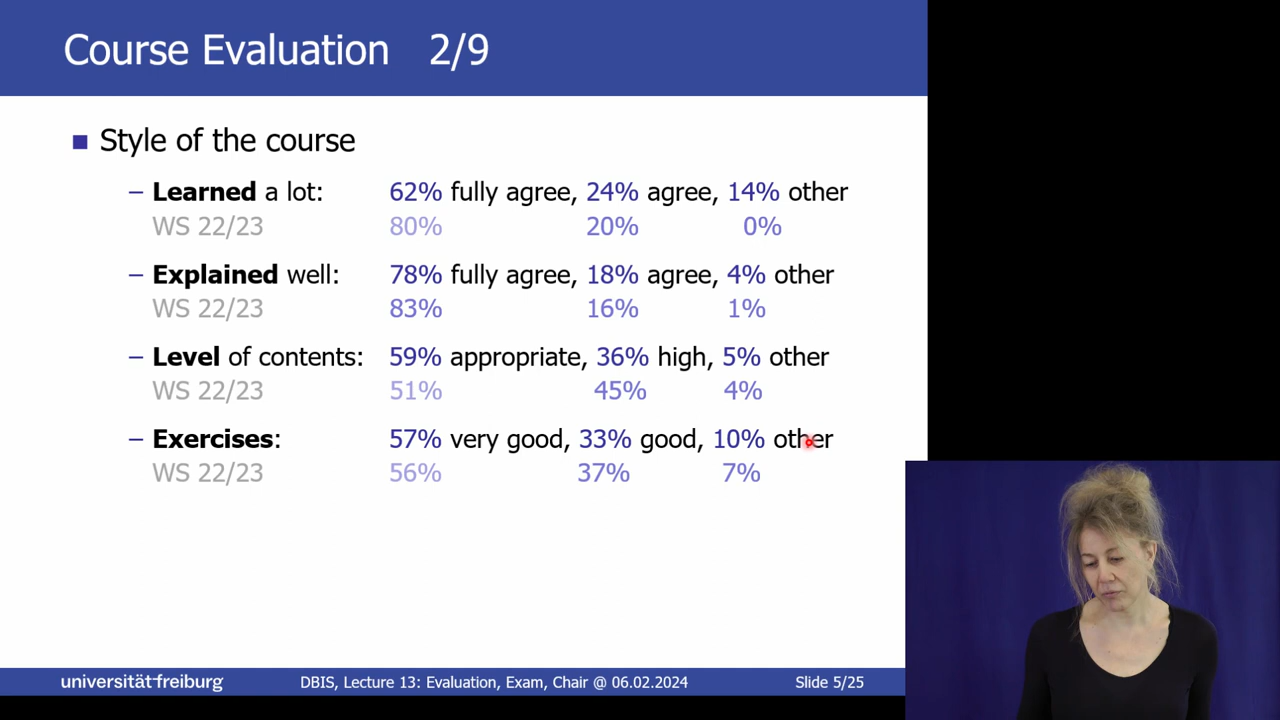 Course Evaluation 2/9
■ Style of the course
– Learned a lot: 62% fully agree, 24% agree, 14% other
WS 22/23 80% 20% 0%
– Explained well: 78% fully agree, 18% agree, 4% other
WS 22/23 83% 16% 1%
– Level of contents: 59% appropriate, 36% high, 5% other
WS 22/23 51% 45% 4%
– Exercises: 57% very good, 33% good, 10% other
WS 22/23 56% 37% 7%
universität freiburg DBIS, Lecture 13: Evaluation, Exam, Chair @ 06.02.2024 Slide 5/25